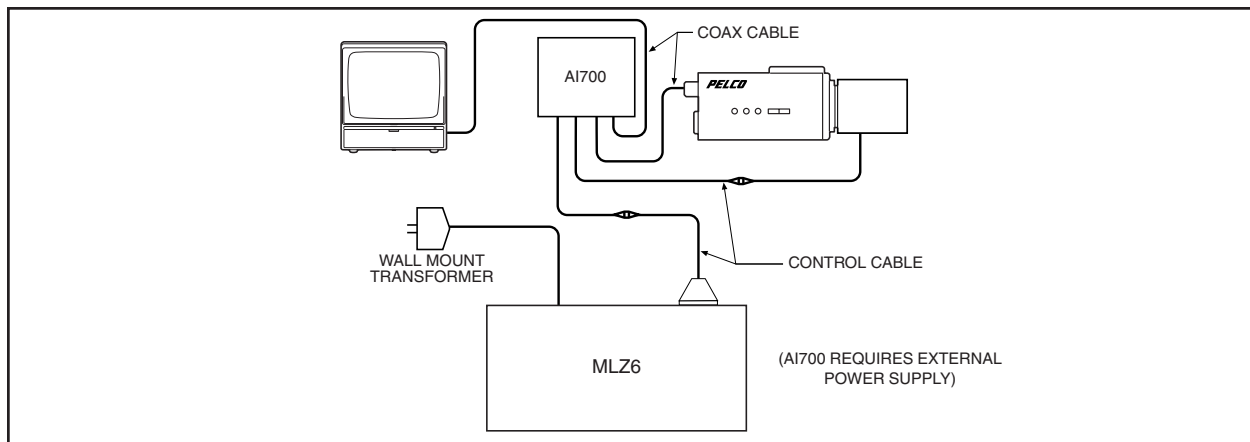 COAX CABLE
AI700
PELCO
WALL MOUNT
TRANSFORMER
CONTROL CABLE
MLZ6
(AI700 REQUIRES EXTERNAL
POWER SUPPLY)